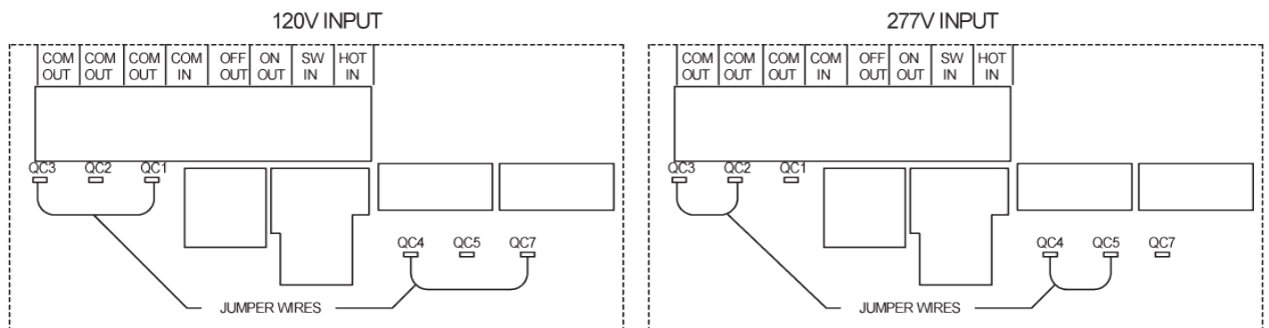 120V INPUT
COM OUT COM OUT COM OUT COM IN OFF OUT ON OUT SW IN HOT IN
QC3 QC2 QC1
QC4 QC5 QC7
JUMPER WIRES
277V INPUT
COM OUT COM OUT COM OUT COM IN OFF OUT ON OUT SW IN HOT IN
QC3 QC2 QC1
QC4 QC5 QC7
JUMPER WIRES